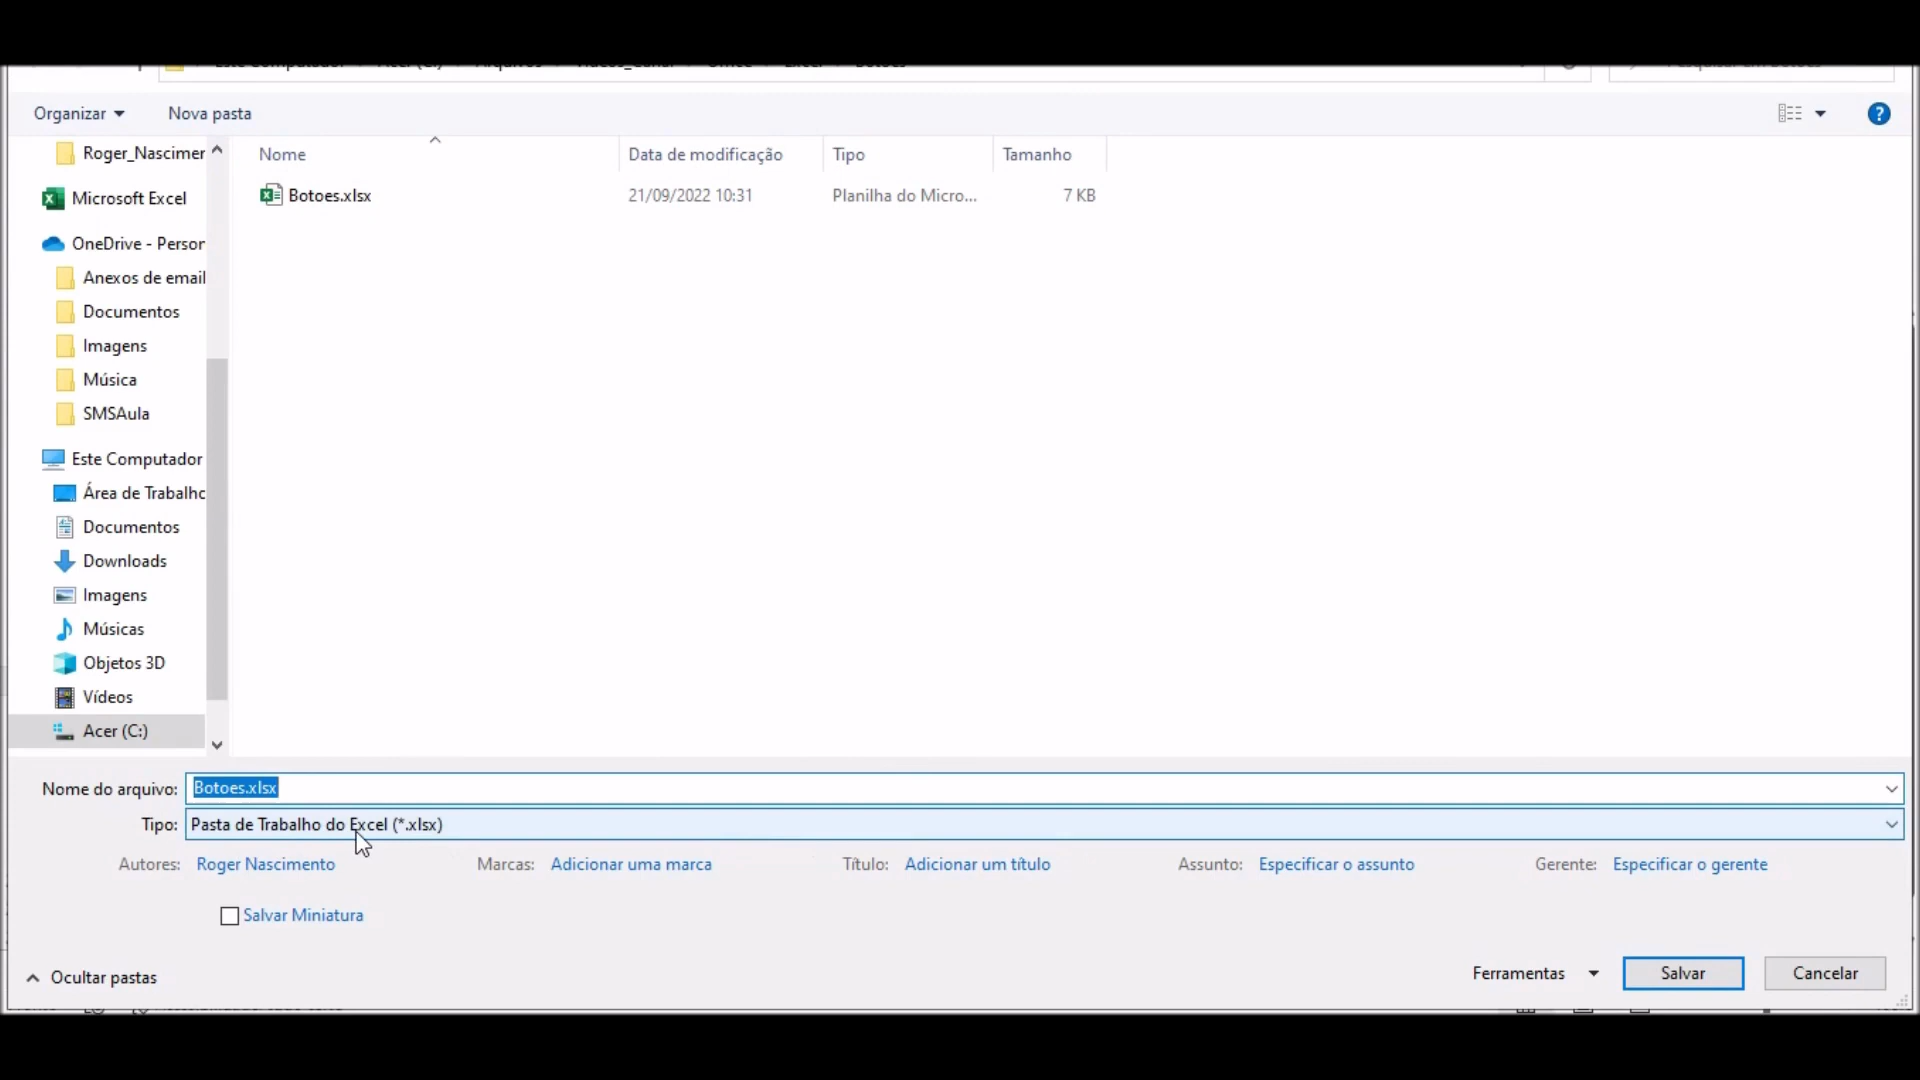 Organizar
Nova pasta
Roger_Nascimer
Microsoft Excel
OneDrive - Person
Anexos de email
Documentos
Imagens
Música
SMSAula
Este Computador
Área de Trabalho
Documentos
Downloads
Imagens
Músicas
Objetos 3D
Vídeos
Acer (C:)
Nome
Data de modificação
Tipo
Tamanho
Botoes.xlsx
21/09/2022 10:31
Planilha do Micro...
7 KB
Nome do arquivo:
Botoes.xlsx
Tipo:
Pasta de Trabalho do Excel (*.xlsx)
Autores:
Roger Nascimento
Marcas:
Adicionar uma marca
Título:
Adicionar um título
Assunto:
Especificar o assunto
Gerente:
Especificar o gerente
Salvar Miniatura
Ocultar pastas
Ferramentas
Salvar
Cancelar